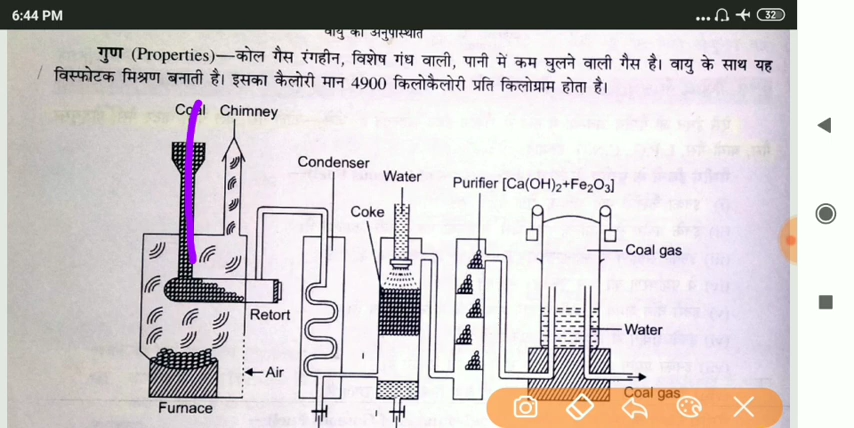 6:44 PM
32
वायु की अनुपस्थिति
गुण (Properties)—कोल गैस रंगहीन, विशेष गंध वाली, पानी में कम घुलने वाली गैस है। वायु के साथ यह
विस्फोटक मिश्रण बनाती है। इसका कैलोरी मान 4900 किलोकैलोरी प्रति किलोग्राम होता है।
Coal Chimney
Condenser
Water
Purifier [Ca(OH)₂+Fe₂O₃]
Coke
Coal gas
Retort
Water
Air
Coal gas
Furnace